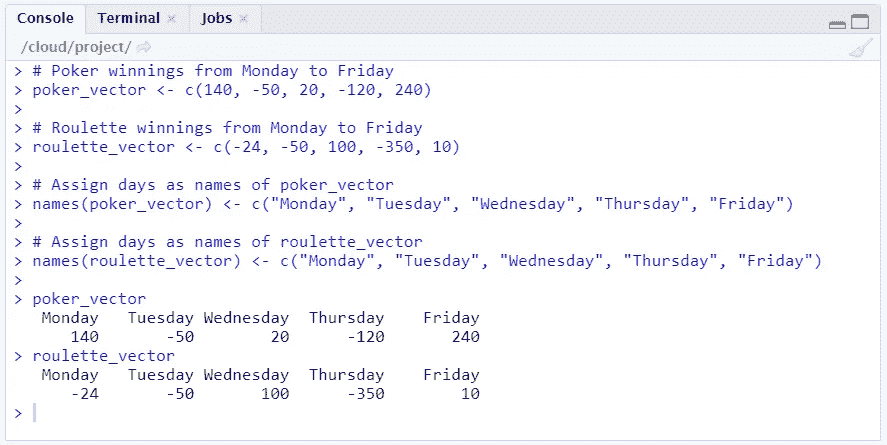 Console Terminal × Jobs ×
/cloud/project/
> # Poker winnings from Monday to Friday
> poker_vector <- c(140, -50, 20, -120, 240)
>
> # Roulette winnings from Monday to Friday
> roulette_vector <- c(-24, -50, 100, -350, 10)
>
> # Assign days as names of poker_vector
> names(poker_vector) <- c("Monday", "Tuesday", "Wednesday", "Thursday", "Friday")
>
> # Assign days as names of roulette_vector
> names(roulette_vector) <- c("Monday", "Tuesday", "Wednesday", "Thursday", "Friday")
>
> poker_vector
   Monday   Tuesday Wednesday  Thursday    Friday
      140       -50        20      -120       240
> roulette_vector
   Monday   Tuesday Wednesday  Thursday    Friday
      -24       -50       100      -350        10
>